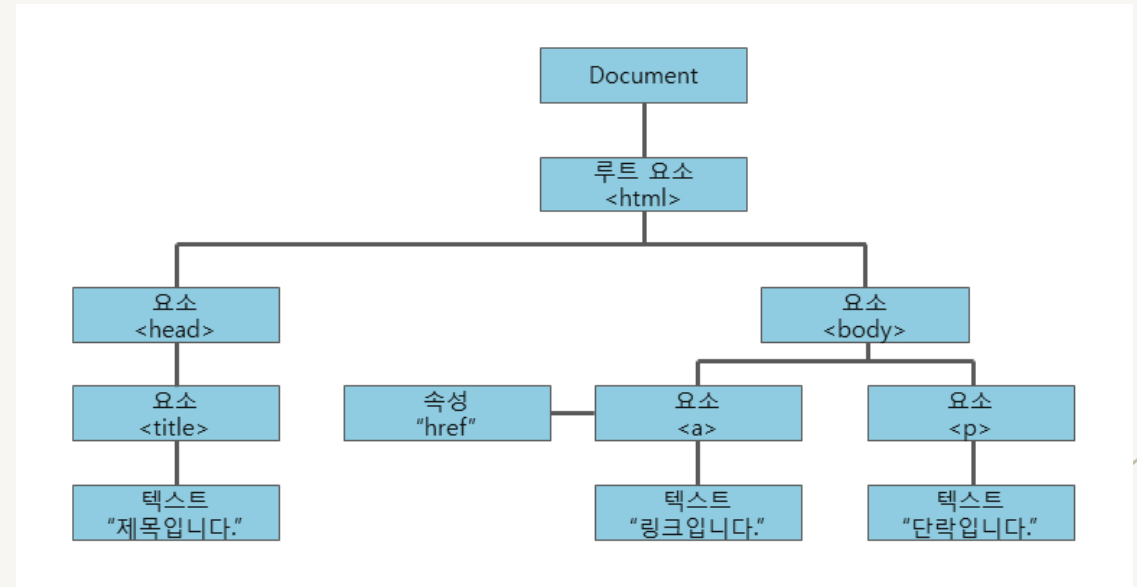 Document
루트 요소
<html>
요소
<head>
요소
<body>
요소
<title>
속성
"href"
요소
<a>
요소
<p>
텍스트
"제목입니다."
텍스트
"링크입니다."
텍스트
"단락입니다."